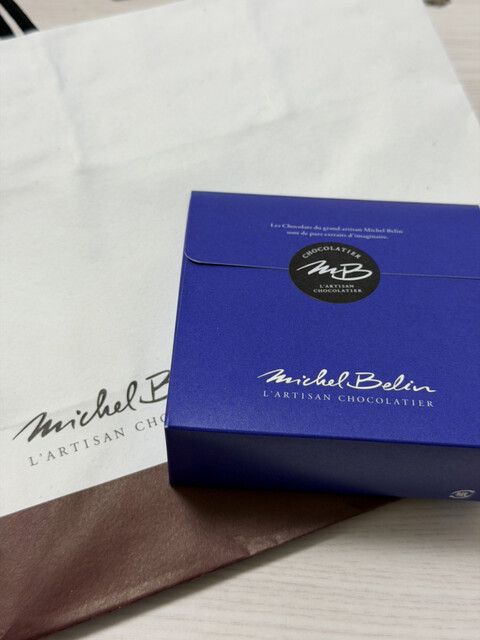 Les Chocolats du grand artisan Michel Belin
sont de purs extraits d'imaginaire.
CHOCOLATIER
MB
L'ARTISAN
CHOCOLATIER
Michel Belin
L'ARTISAN CHOCOLATIER
Michel B
L'ARTISAN CHO